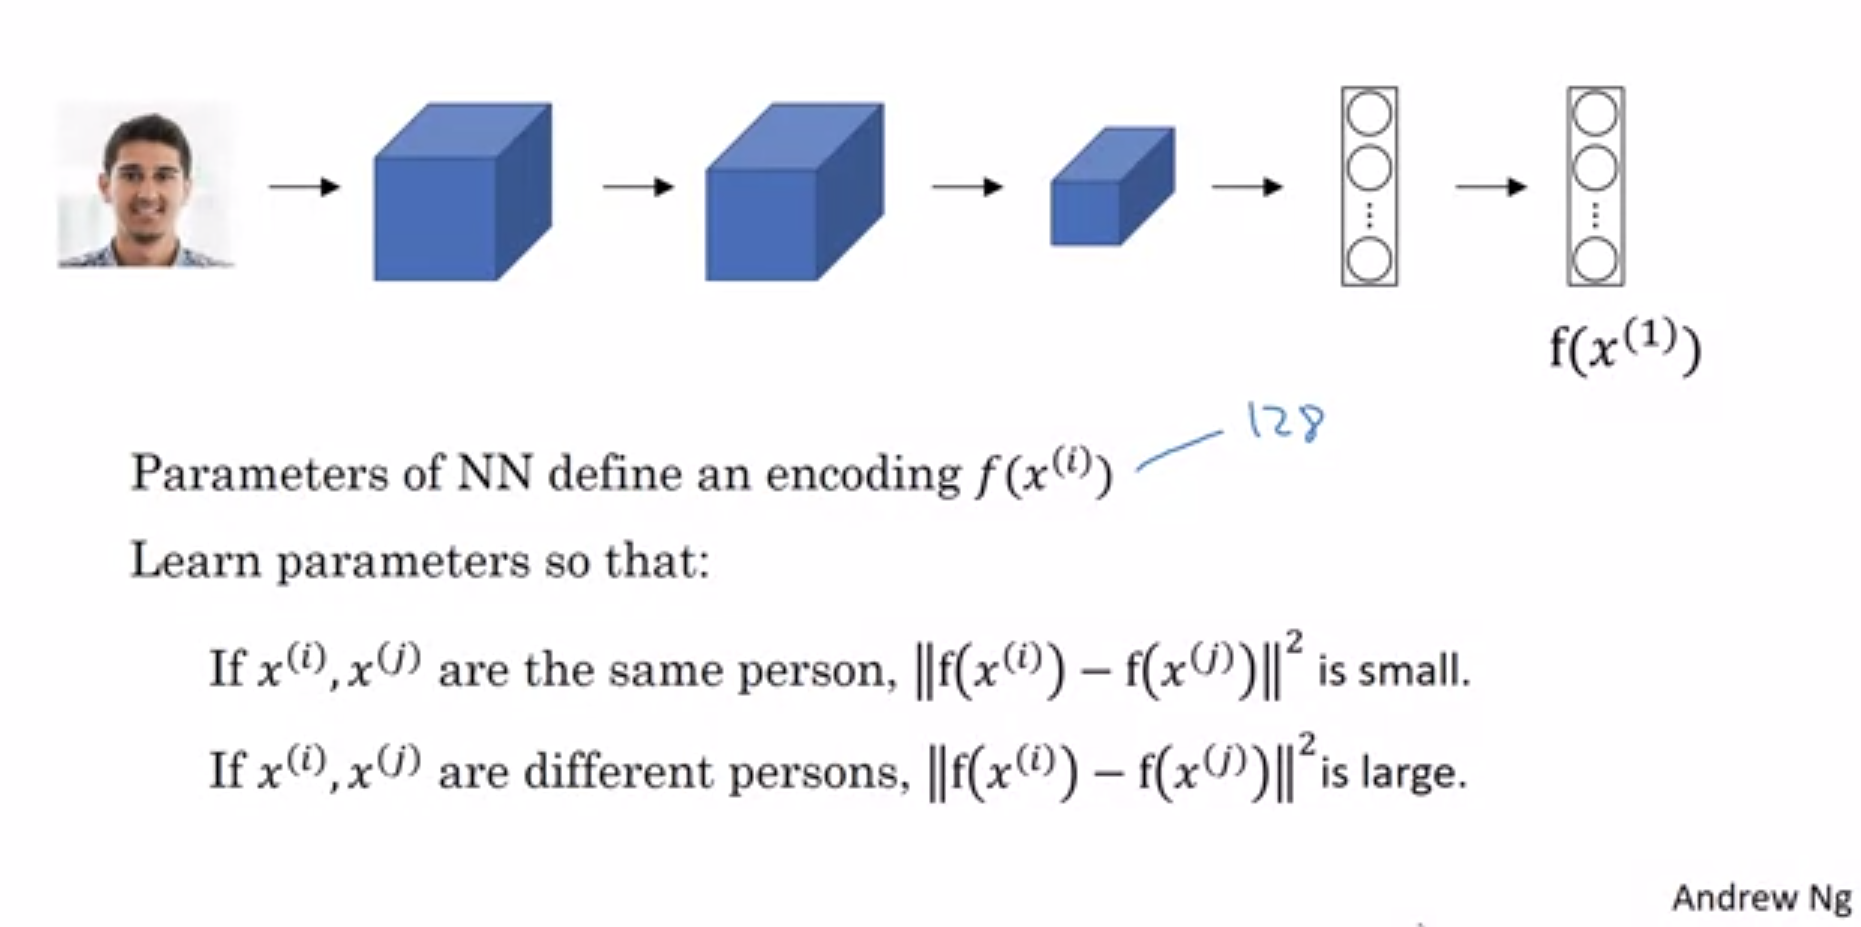 f(x⁽¹⁾)
128
Parameters of NN define an encoding f(x⁽ⁱ⁾)
Learn parameters so that:
If x⁽ⁱ⁾, x⁽ʲ⁾ are the same person, ‖f(x⁽ⁱ⁾) – f(x⁽ʲ⁾)‖² is small.
If x⁽ⁱ⁾, x⁽ʲ⁾ are different persons, ‖f(x⁽ⁱ⁾) – f(x⁽ʲ⁾)‖² is large.
Andrew Ng